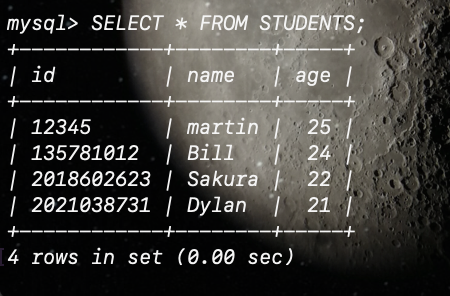 mysql> SELECT * FROM STUDENTS;
+------------+--------+-----+
| id         | name   | age |
+------------+--------+-----+
| 12345      | martin |  25 |
| 135781012  | Bill   |  24 |
| 2018602623 | Sakura |  22 |
| 2021038731 | Dylan  |  21 |
+------------+--------+-----+
4 rows in set (0.00 sec)